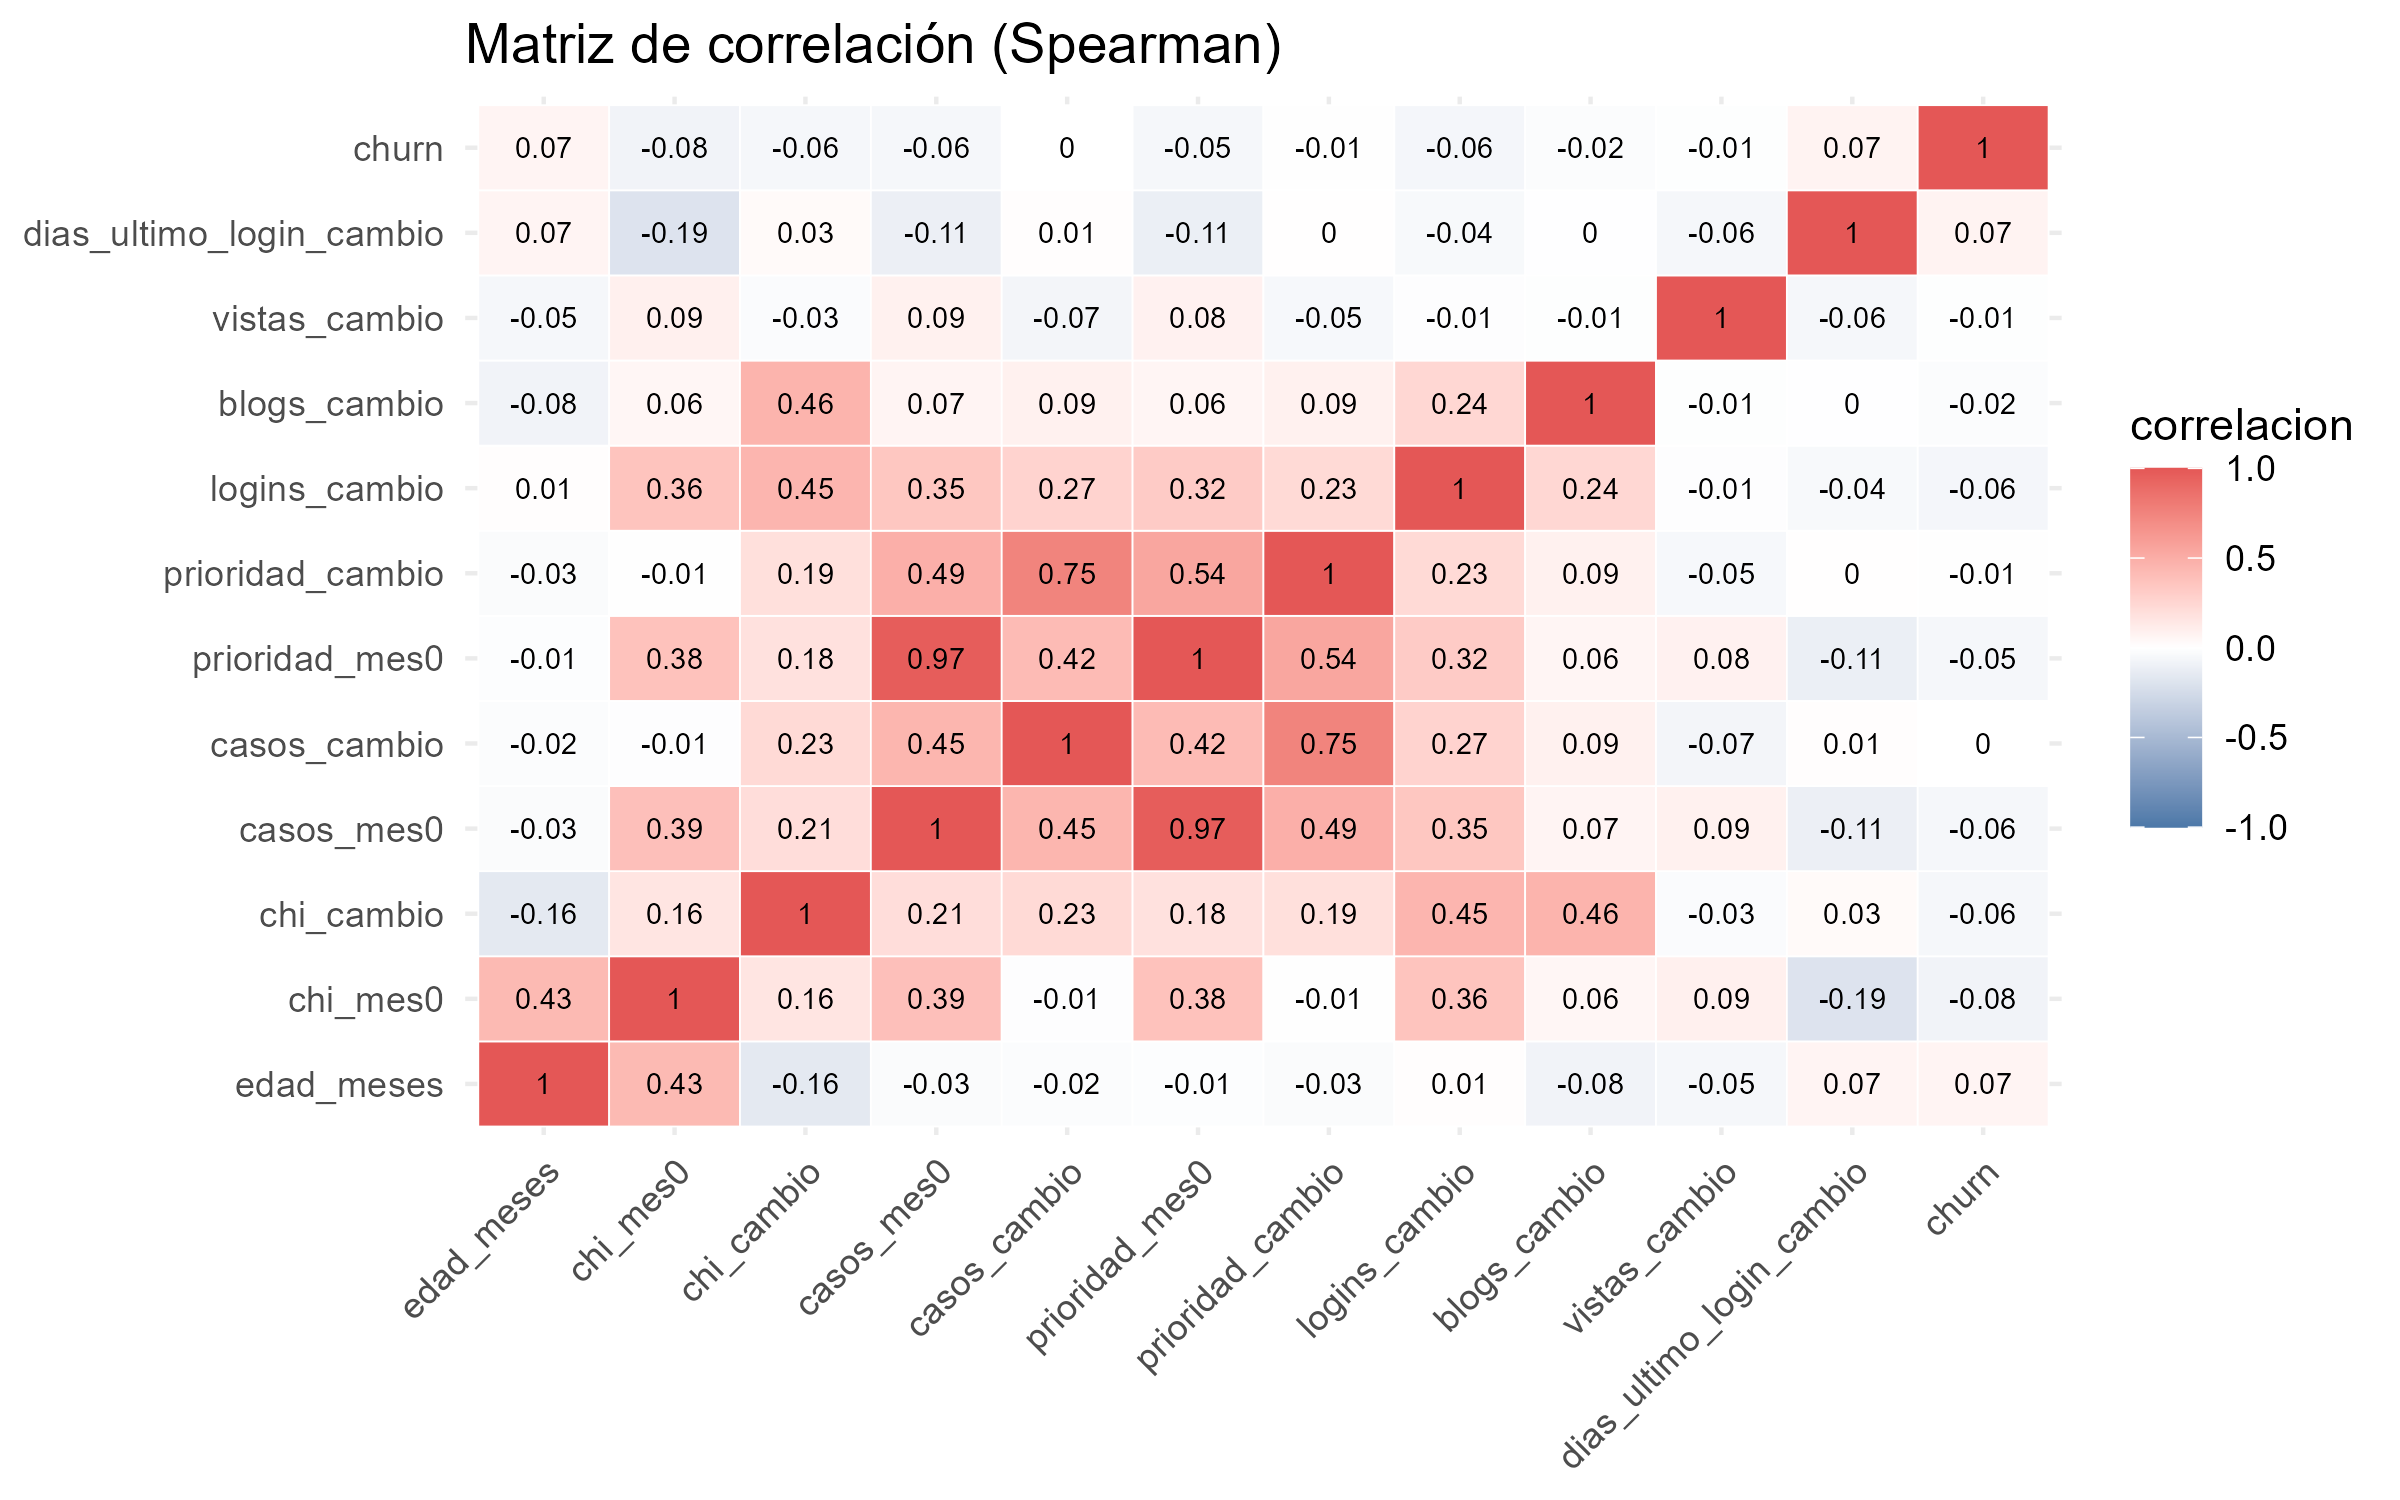 Matriz de correlación (Spearman)
churn 0.07 -0.08 -0.06 -0.06 0 -0.05 -0.01 -0.06 -0.02 -0.01 0.07 1
dias_ultimo_login_cambio 0.07 -0.19 0.03 -0.11 0.01 -0.11 0 -0.04 0 -0.06 1 0.07
vistas_cambio -0.05 0.09 -0.03 0.09 -0.07 0.08 -0.05 -0.01 -0.01 1 -0.06 -0.01
blogs_cambio -0.08 0.06 0.46 0.07 0.09 0.06 0.09 0.24 1 -0.01 0 -0.02
logins_cambio 0.01 0.36 0.45 0.35 0.27 0.32 0.23 1 0.24 -0.01 -0.04 -0.06
prioridad_cambio -0.03 -0.01 0.19 0.49 0.75 0.54 1 0.23 0.09 -0.05 0 -0.01
prioridad_mes0 -0.01 0.38 0.18 0.97 0.42 1 0.54 0.32 0.06 0.08 -0.11 -0.05
casos_cambio -0.02 -0.01 0.23 0.45 1 0.42 0.75 0.27 0.09 -0.07 0.01 0
casos_mes0 -0.03 0.39 0.21 1 0.45 0.97 0.49 0.35 0.07 0.09 -0.11 -0.06
chi_cambio -0.16 0.16 1 0.21 0.23 0.18 0.19 0.45 0.46 -0.03 0.03 -0.06
chi_mes0 0.43 1 0.16 0.39 -0.01 0.38 -0.01 0.36 0.06 0.09 -0.19 -0.08
edad_meses 1 0.43 -0.16 -0.03 -0.02 -0.01 -0.03 0.01 -0.08 -0.05 0.07 0.07
edad_meses
chi_mes0
chi_cambio
casos_mes0
casos_cambio
prioridad_mes0
prioridad_cambio
logins_cambio
blogs_cambio
vistas_cambio
dias_ultimo_login_cambio
churn
correlacion
1.0
0.5
0.0
-0.5
-1.0